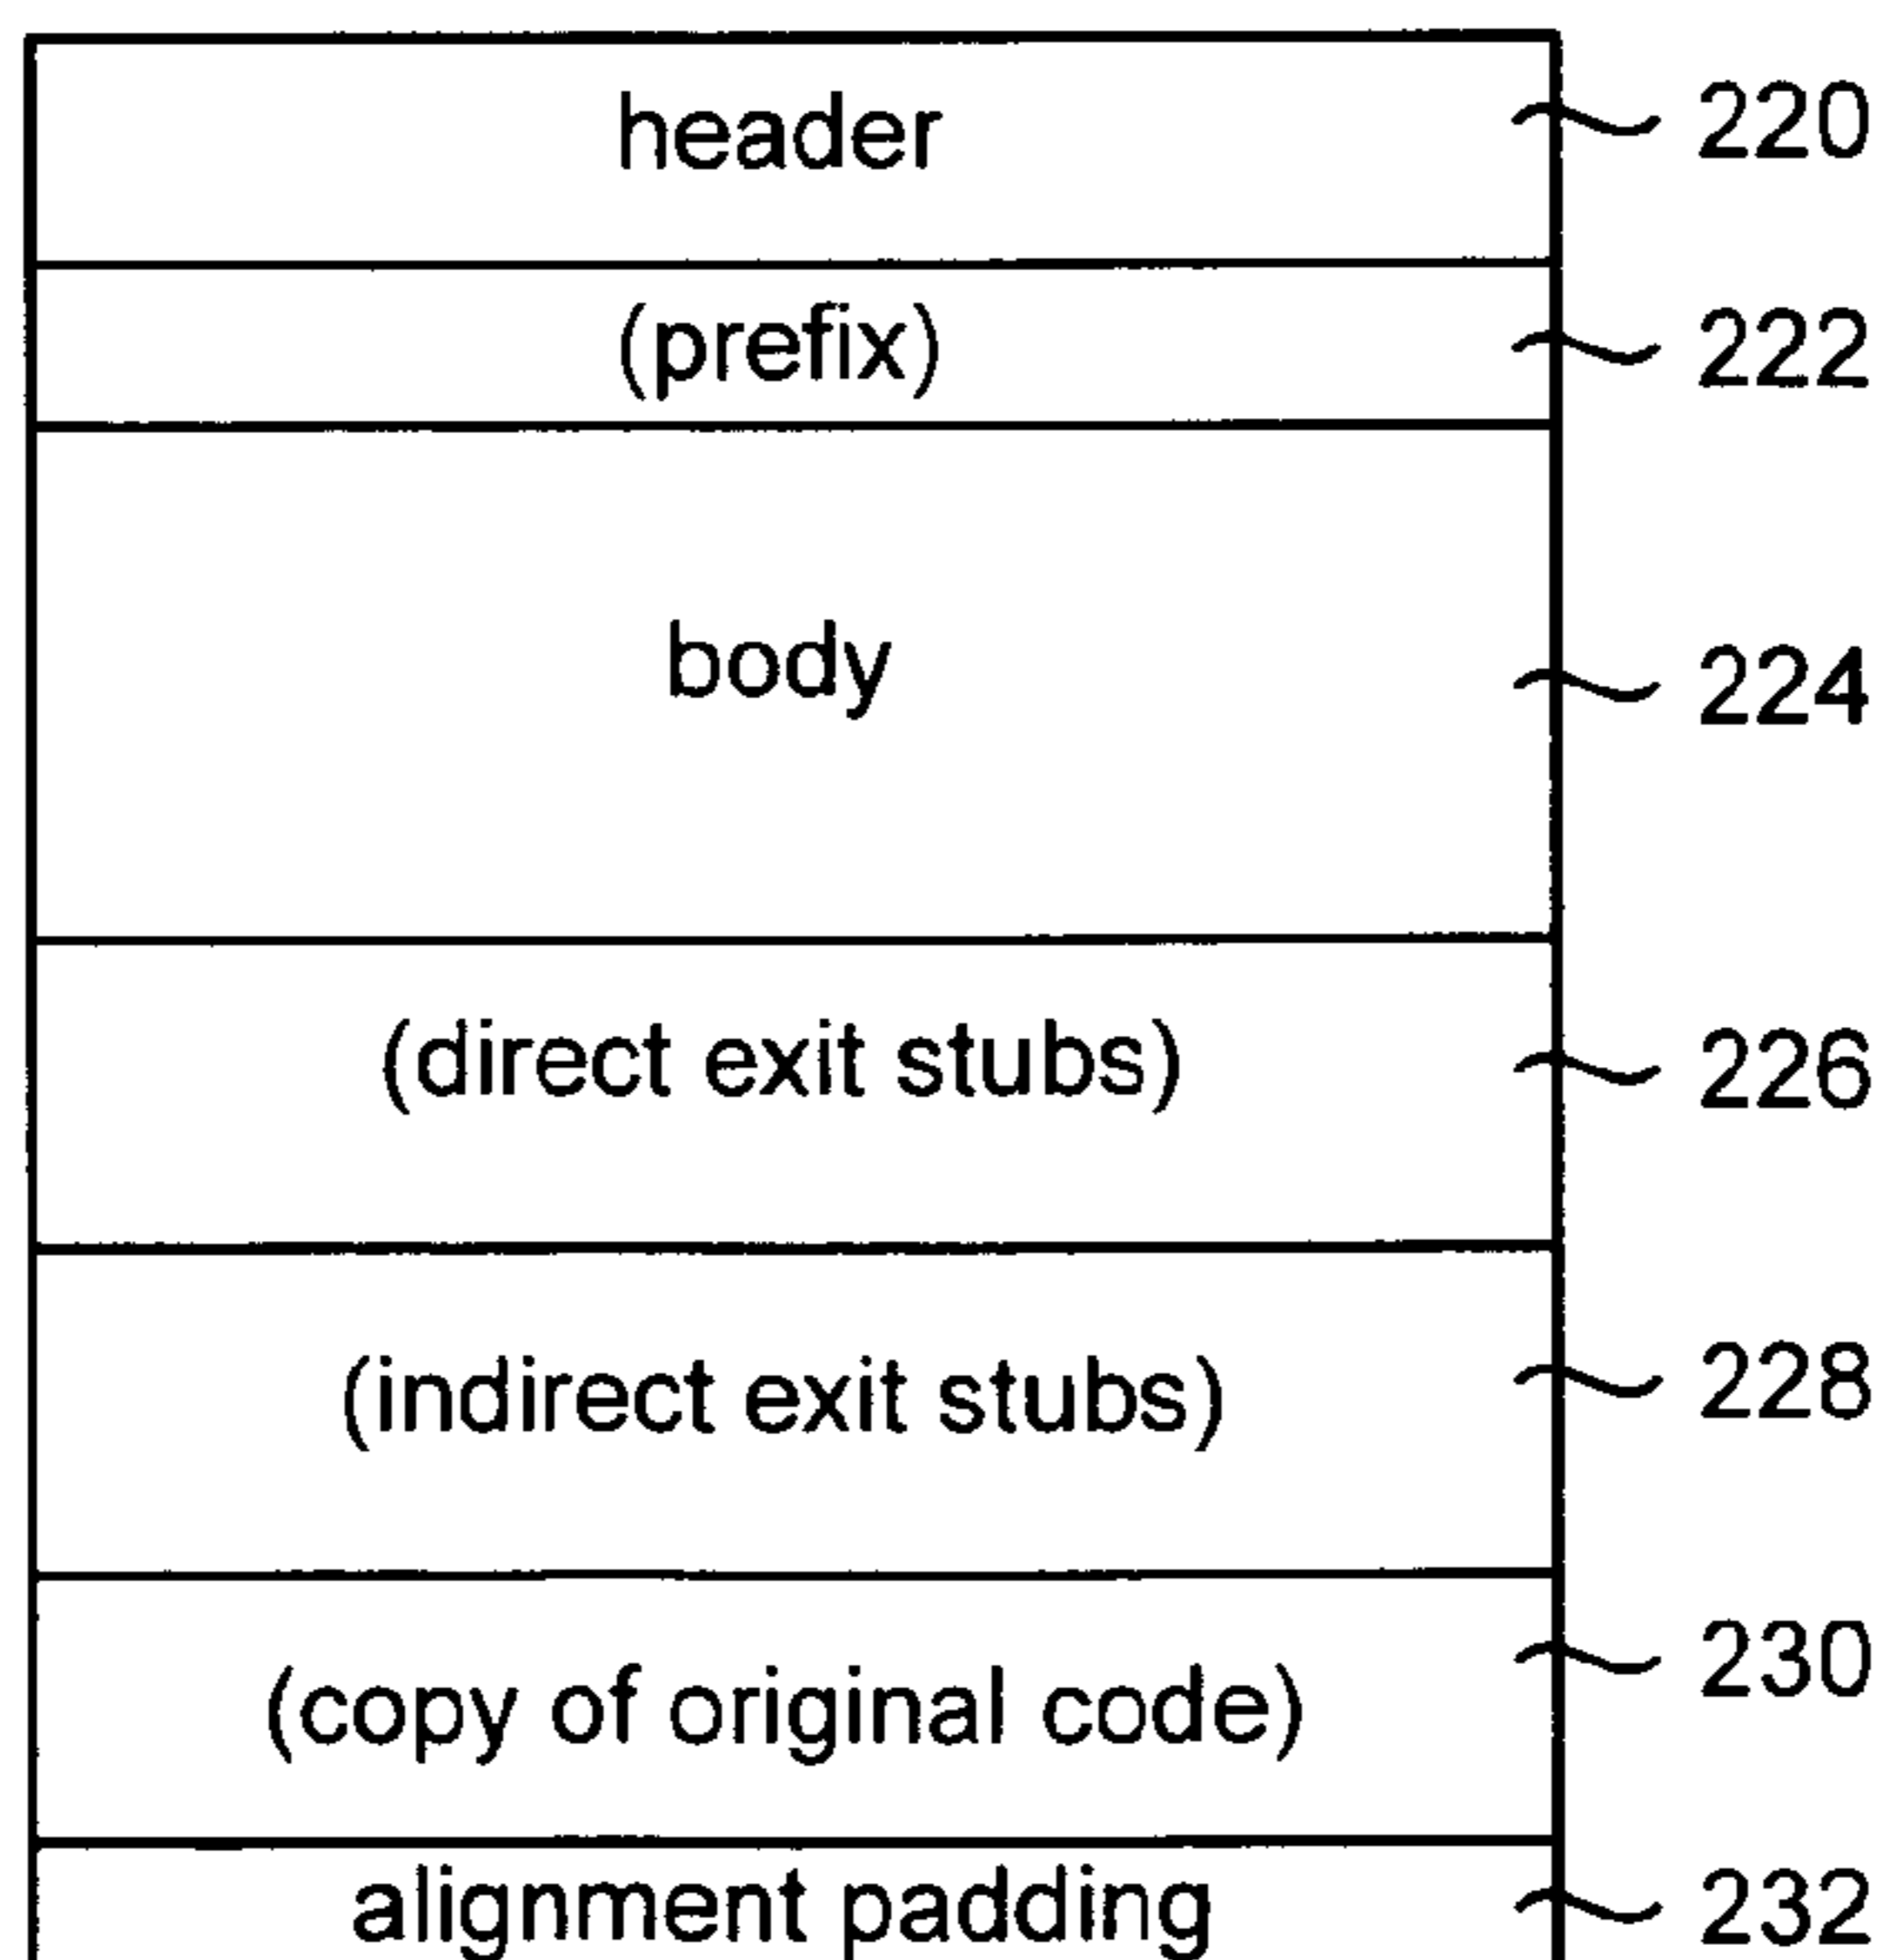 header 220
(prefix) 222
body 224
(direct exit stubs) 226
(indirect exit stubs) 228
(copy of original code) 230
alignment padding 232